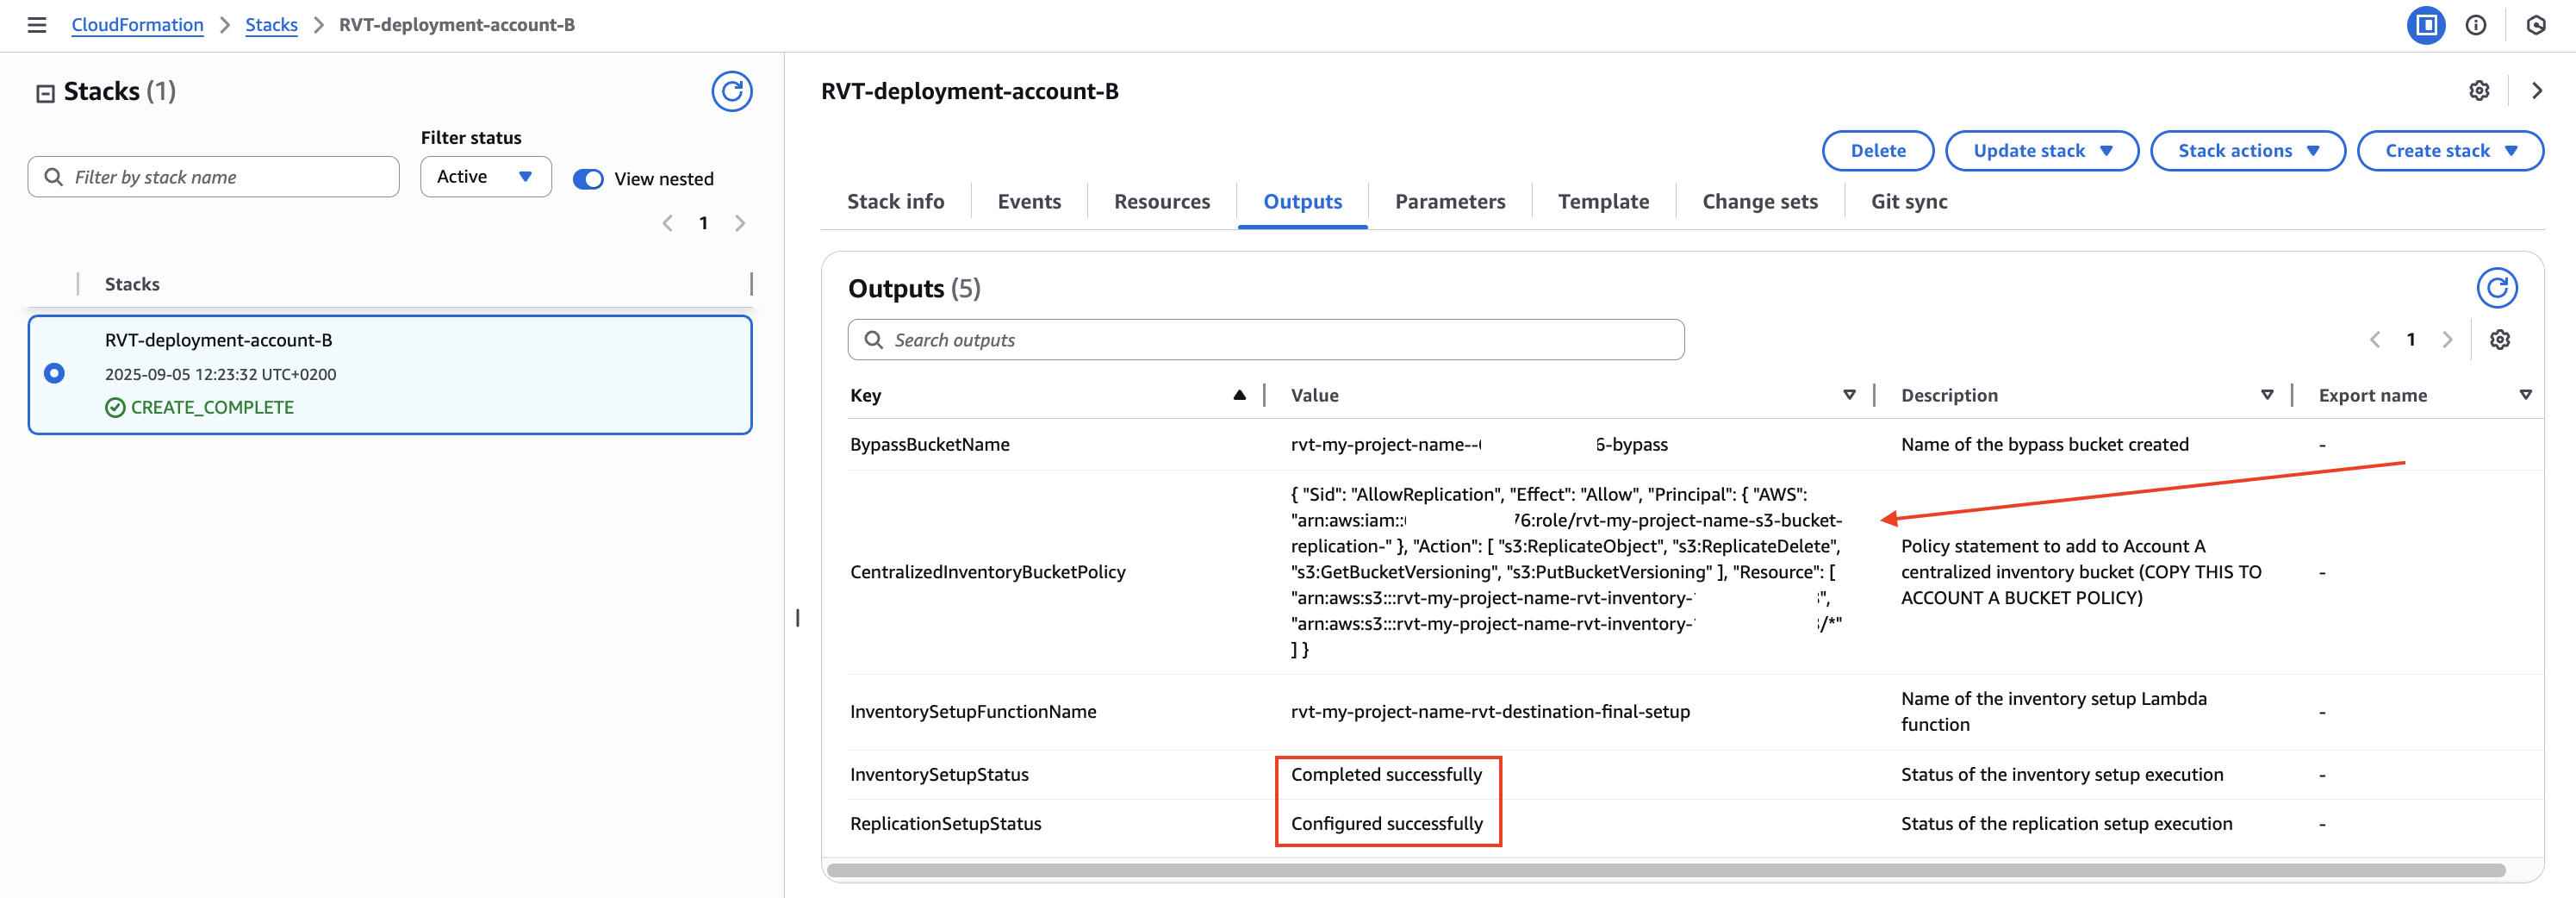 CloudFormation > Stacks > RVT-deployment-account-B
Stacks (1)
Filter status
Filter by stack name
Active
View nested
1
Stacks
RVT-deployment-account-B
2025-09-05 12:23:32 UTC+0200
CREATE_COMPLETE
RVT-deployment-account-B
Delete
Update stack
Stack actions
Create stack
Stack info
Events
Resources
Outputs
Parameters
Template
Change sets
Git sync
Outputs (5)
Search outputs
1
Key
Value
Description
Export name
BypassBucketName
rvt-my-project-name-- 6-bypass
Name of the bypass bucket created
-
CentralizedInventoryBucketPolicy
{ "Sid": "AllowReplication", "Effect": "Allow", "Principal": { "AWS":
"arn:aws:iam:: 76:role/rvt-my-project-name-s3-bucket-
replication-" }, "Action": [ "s3:ReplicateObject", "s3:ReplicateDelete",
"s3:GetBucketVersioning", "s3:PutBucketVersioning" ], "Resource": [
"arn:aws:s3:::rvt-my-project-name-rvt-inventory- ",
"arn:aws:s3:::rvt-my-project-name-rvt-inventory- /*"
] }
Policy statement to add to Account A
centralized inventory bucket (COPY THIS TO
ACCOUNT A BUCKET POLICY)
-
InventorySetupFunctionName
rvt-my-project-name-rvt-destination-final-setup
Name of the inventory setup Lambda
function
-
InventorySetupStatus
Completed successfully
Status of the inventory setup execution
-
ReplicationSetupStatus
Configured successfully
Status of the replication setup execution
-